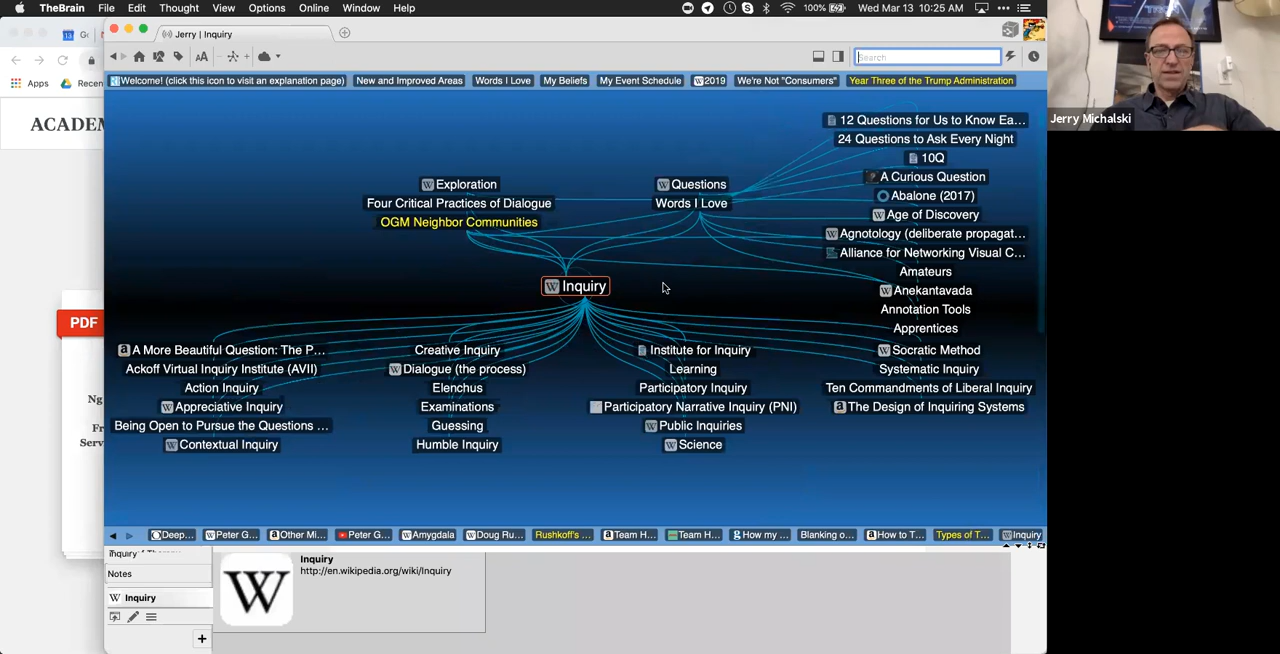 TheBrain File Edit Thought View Options Online Window Help 100% Wed Mar 13 10:25 AM
Jerry | Inquiry
Search
Apps Recen
Welcome! (click this icon to visit an explanation page) New and Improved Areas Words I Love My Beliefs My Event Schedule 2019 We're Not "Consumers" Year Three of the Trump Administration
ACADEM
Jerry Michalski
12 Questions for Us to Know Ea...
24 Questions to Ask Every Night
10Q
A Curious Question
Abalone (2017)
Age of Discovery
Agnotology (deliberate propagat...
Alliance for Networking Visual C...
Amateurs
Anekantavada
Annotation Tools
Apprentices
Exploration
Four Critical Practices of Dialogue
OGM Neighbor Communities
Questions
Words I Love
Inquiry
PDF
Ng
Fr
Serv
A More Beautiful Question: The P...
Ackoff Virtual Inquiry Institute (AVII)
Action Inquiry
Appreciative Inquiry
Being Open to Pursue the Questions ...
Contextual Inquiry
Creative Inquiry
Dialogue (the process)
Elenchus
Examinations
Guessing
Humble Inquiry
Institute for Inquiry
Learning
Participatory Inquiry
Participatory Narrative Inquiry (PNI)
Public Inquiries
Science
Socratic Method
Systematic Inquiry
Ten Commandments of Liberal Inquiry
The Design of Inquiring Systems
Deep... Peter G... Other Mi... Peter G... Amygdala Doug Ru... Rushkoff's ... Team H... Team H... How my ... Blanking o... How to T... Types of T... Inquiry
Notes
Inquiry
Inquiry
http://en.wikipedia.org/wiki/Inquiry